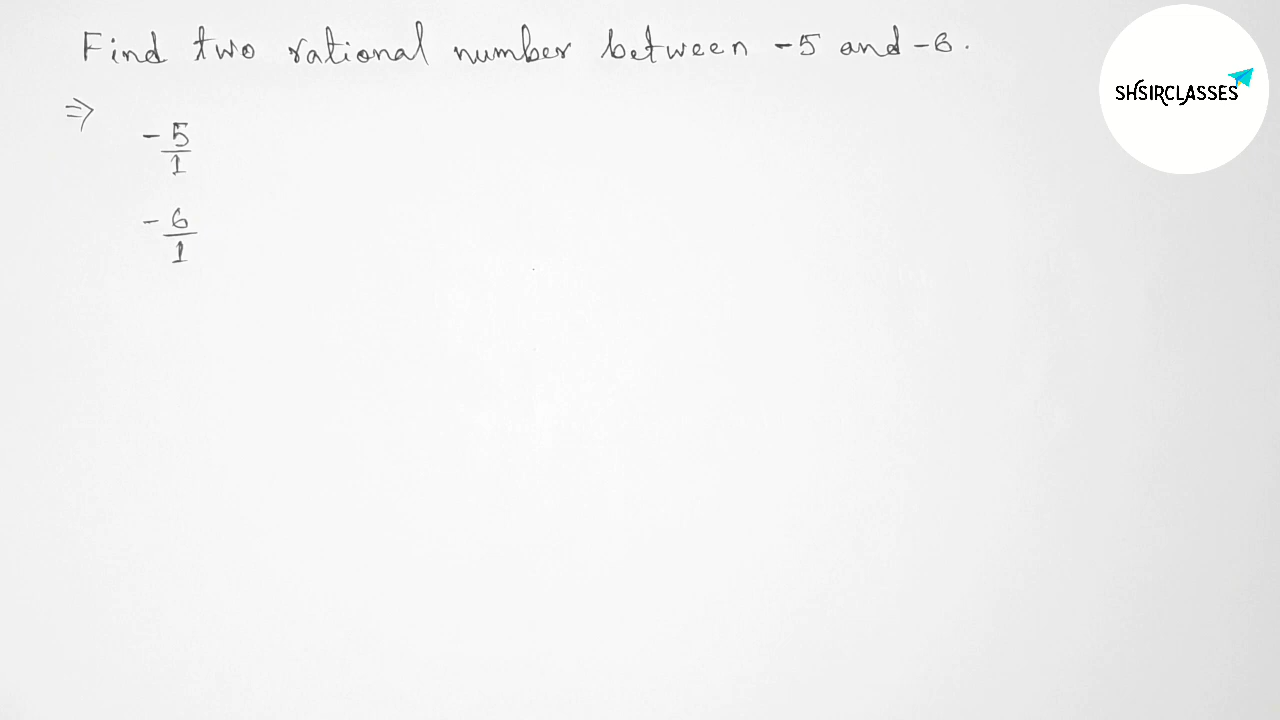 Find two rational number between -5 and -6.
SHSIRCLASSES
⇒
-5/1
-6/1